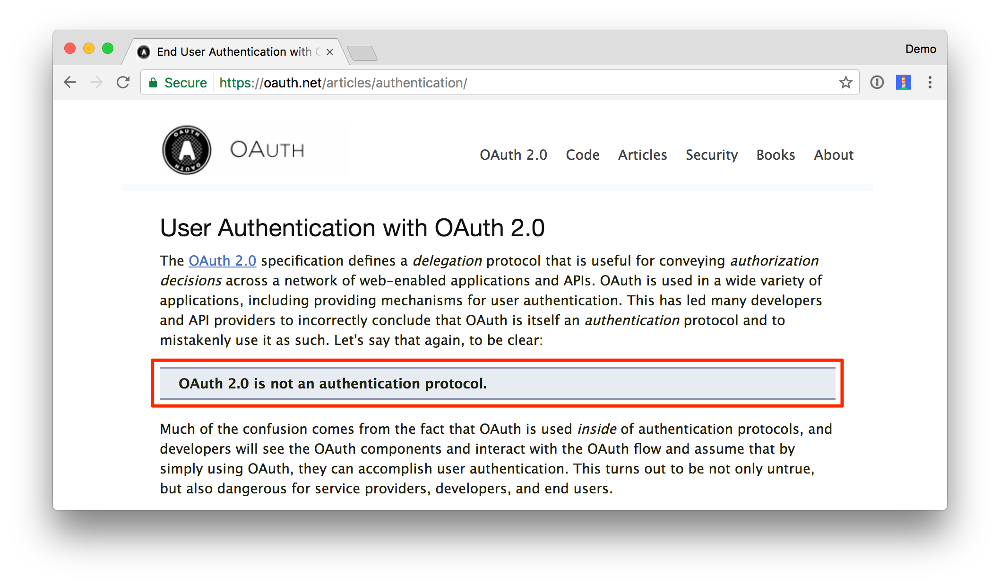 End User Authentication with
Demo
Secure https://oauth.net/articles/authentication/
OAUTH
A
OAUTH
OAUTH
OAuth 2.0 Code Articles Security Books About
User Authentication with OAuth 2.0
The OAuth 2.0 specification defines a delegation protocol that is useful for conveying authorization
decisions across a network of web-enabled applications and APIs. OAuth is used in a wide variety of
applications, including providing mechanisms for user authentication. This has led many developers
and API providers to incorrectly conclude that OAuth is itself an authentication protocol and to
mistakenly use it as such. Let's say that again, to be clear:
OAuth 2.0 is not an authentication protocol.
Much of the confusion comes from the fact that OAuth is used inside of authentication protocols, and
developers will see the OAuth components and interact with the OAuth flow and assume that by
simply using OAuth, they can accomplish user authentication. This turns out to be not only untrue,
but also dangerous for service providers, developers, and end users.